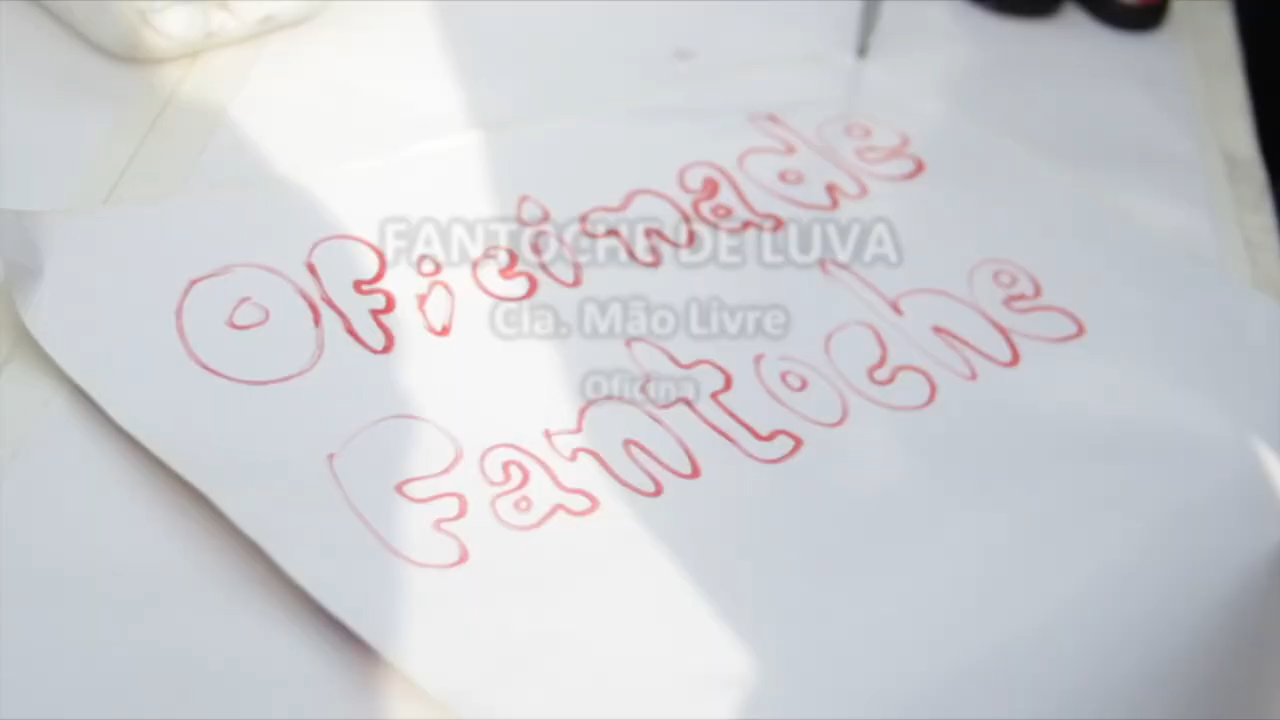 Oficina de
Fantoche
FANTOCHE DE LUVA
Cia. Mão Livre
Oficina